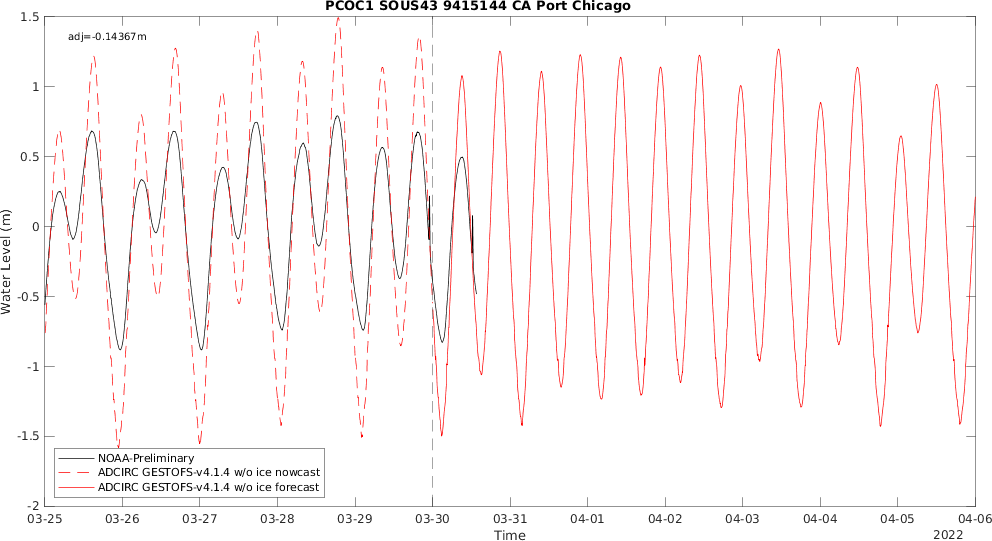 PCOC1 SOUS43 9415144 CA Port Chicago
adj=-0.14367m
1.5
1
0.5
0
-0.5
-1
-1.5
-2
Water Level (m)
NOAA-Preliminary
ADCIRC GESTOFS-v4.1.4 w/o ice nowcast
ADCIRC GESTOFS-v4.1.4 w/o ice forecast
03-25 03-26 03-27 03-28 03-29 03-30 03-31 04-01 04-02 04-03 04-04 04-05 04-06
Time
2022